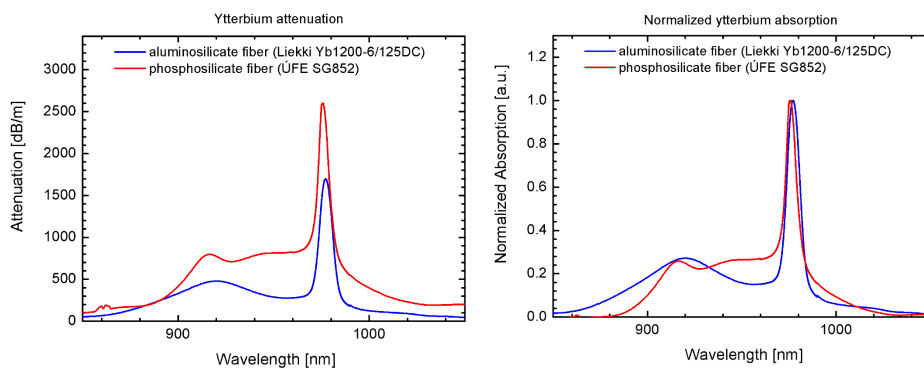 Ytterbium attenuation
aluminosilicate fiber (Liekki Yb1200-6/125DC)
phosphosilicate fiber (ÚFE SG852)
Attenuation [dB/m]
3000
2500
2000
1500
1000
500
0
900
1000
Wavelength [nm]
Normalized ytterbium absorption
aluminosilicate fiber (Liekki Yb1200-6/125DC)
phosphosilicate fiber (ÚFE SG852)
Normalized Absorption [a.u.]
1.2
1.0
0.8
0.6
0.4
0.2
0.0
900
1000
Wavelength [nm]